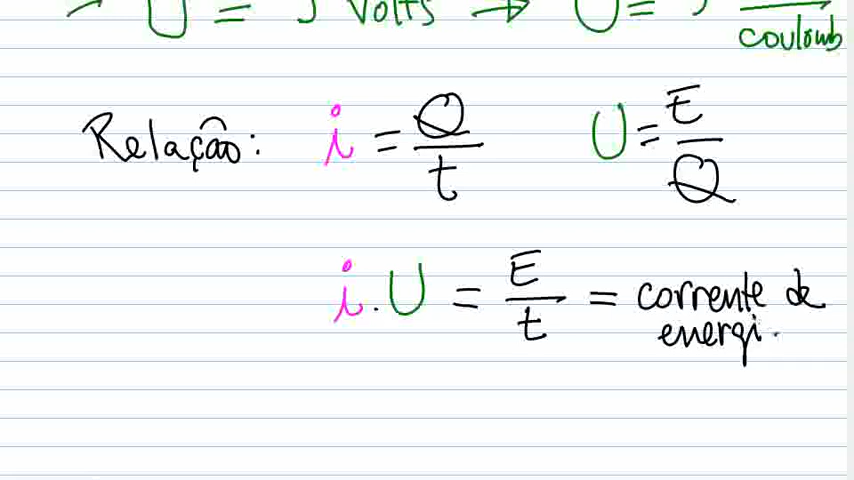 U = 5 volts ⇒ U = 5
coulomb
Relação: i = Q/t U = E/Q
i . U = E/t = corrente de
energi.